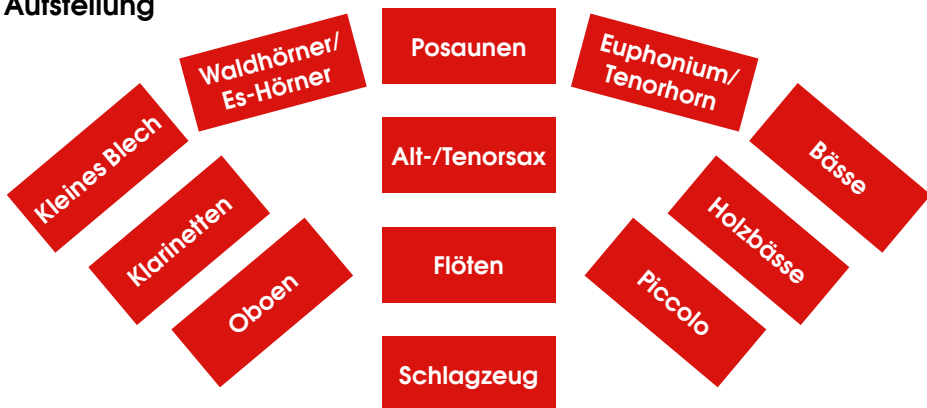 Aufstellung
Waldhörner/
Es-Hörner
Posaunen
Euphonium/
Tenorhorn
Kleines Blech
Alt-/Tenorsax
Bässe
Klarinetten
Holzbässe
Oboen
Flöten
Piccolo
Schlagzeug